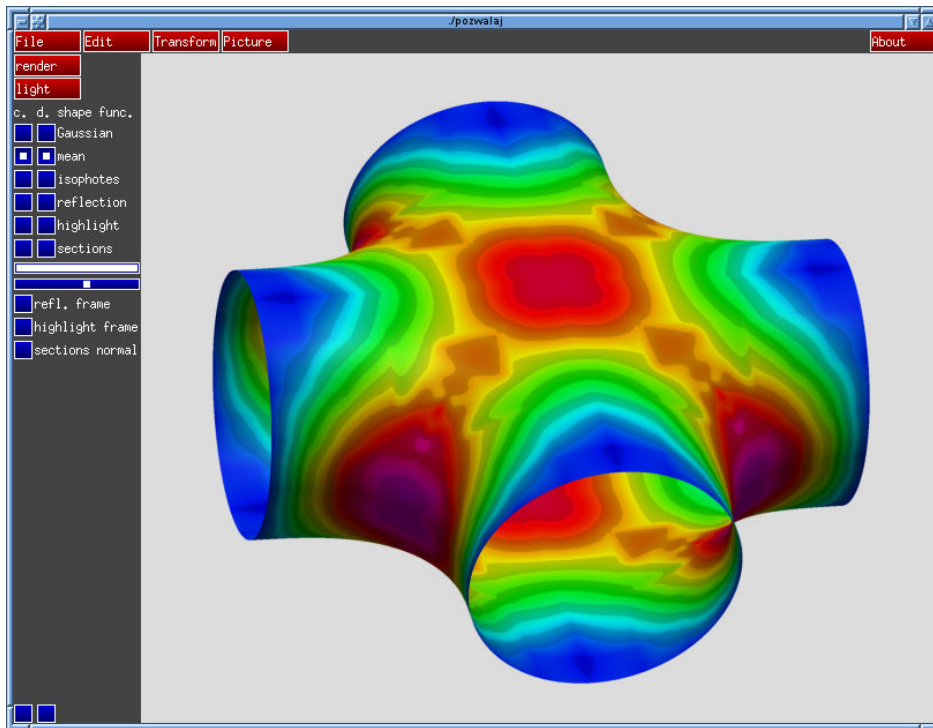 ./pozwalaj
File Edit Transform Picture About
render
light
c. d. shape func.
Gaussian
mean
isophotes
reflection
highlight
sections
refl. frame
highlight frame
sections normal